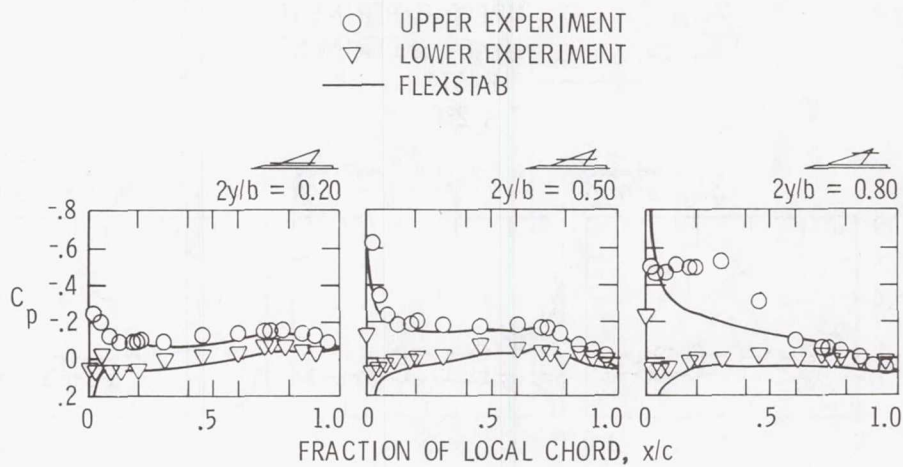 UPPER EXPERIMENT
LOWER EXPERIMENT
FLEXSTAB
2y/b = 0.20
2y/b = 0.50
2y/b = 0.80
-.8
-.6
-.4
-.2
0
.2
Cp
0 .5 1.0
0 .5 1.0
0 .5 1.0
FRACTION OF LOCAL CHORD, x/c